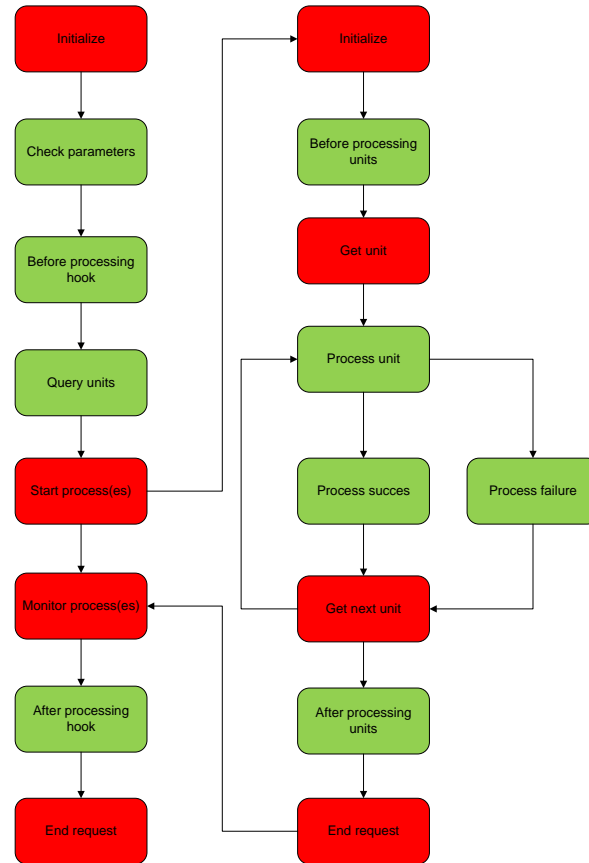 Initialize
Check parameters
Before processing
hook
Query units
Start process(es)
Monitor process(es)
After processing
hook
End request
Initialize
Before processing
units
Get unit
Process unit
Process succes
Process failure
Get next unit
After processing
units
End request